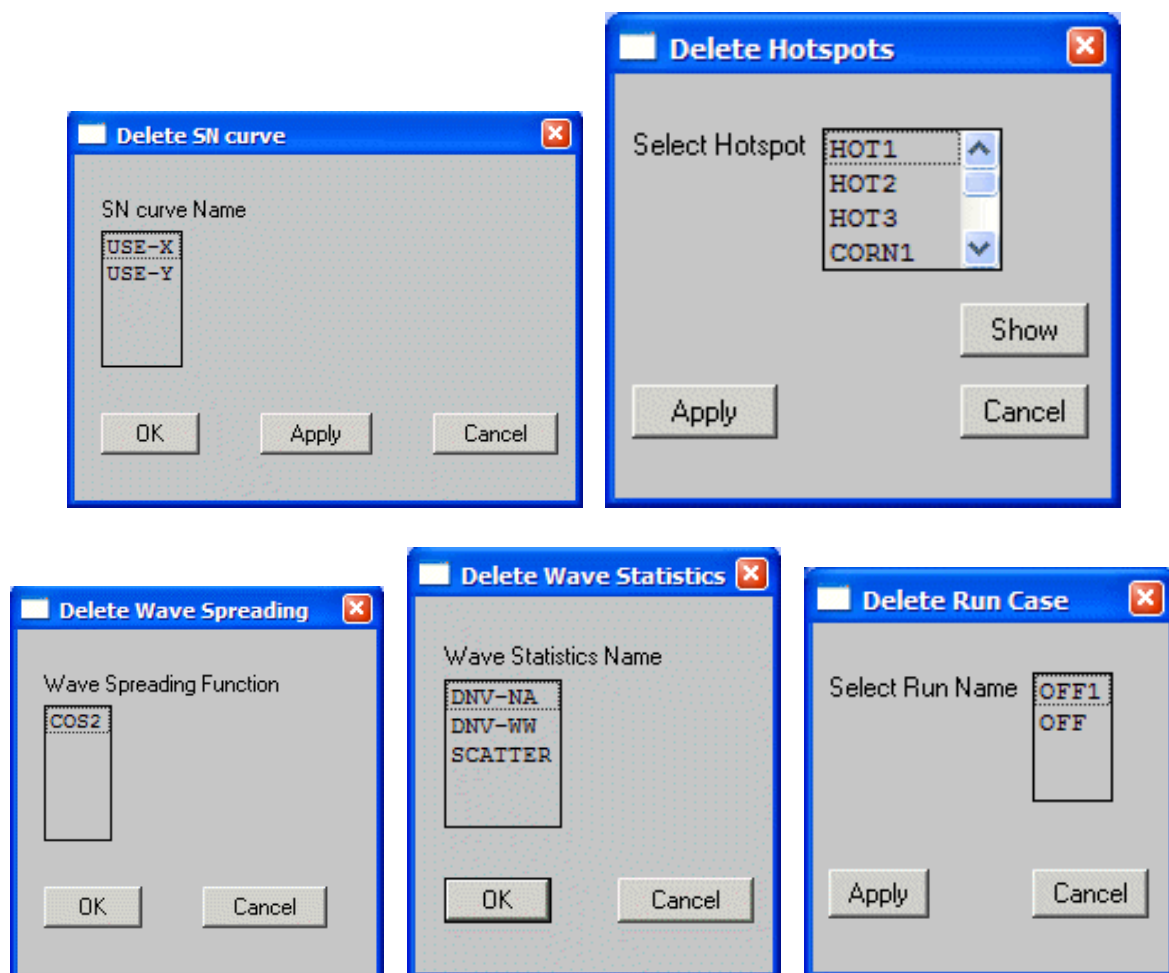 Delete SN curve
SN curve Name
USE-X
USE-Y
OK Apply Cancel
Delete Hotspots
Select Hotspot
HOT1
HOT2
HOT3
CORN1
Show
Apply Cancel
Delete Wave Spreading
Wave Spreading Function
COS2
OK Cancel
Delete Wave Statistics
Wave Statistics Name
DNV-NA
DNV-WW
SCATTER
OK Cancel
Delete Run Case
Select Run Name
OFF1
OFF
Apply Cancel